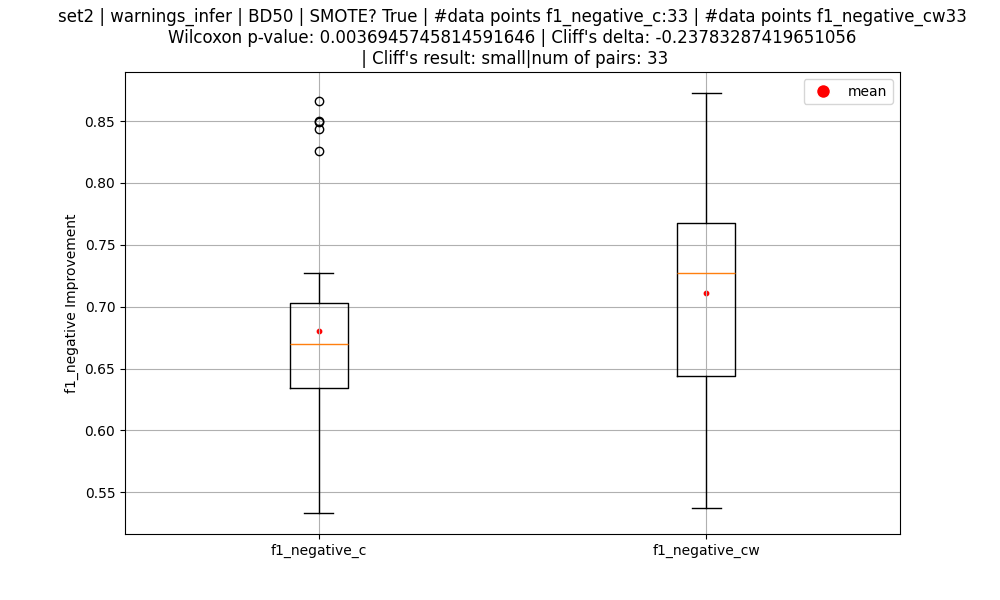 set2 | warnings_infer | BD50 | SMOTE? True | #data points f1_negative_c:33 | #data points f1_negative_cw33
Wilcoxon p-value: 0.0036945745814591646 | Cliff's delta: -0.23783287419651056
| Cliff's result: small|num of pairs: 33
mean
0.85
0.80
0.75
0.70
0.65
0.60
0.55
f1_negative Improvement
f1_negative_c
f1_negative_cw